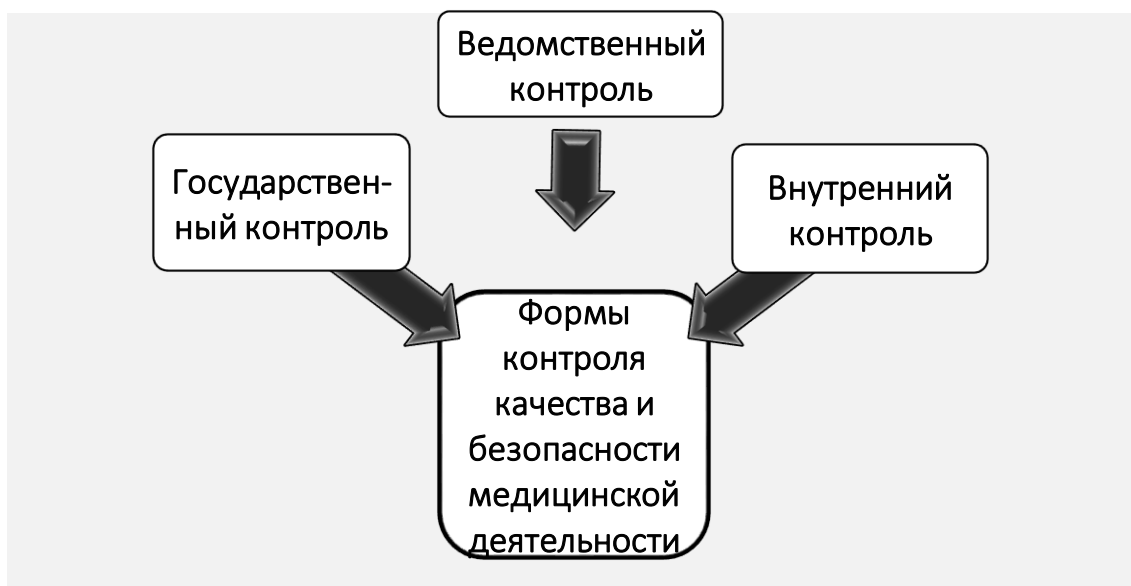 Ведомственный
контроль
Государствен-
ный контроль
Внутренний
контроль
Формы
контроля
качества и
безопасности
медицинской
деятельности